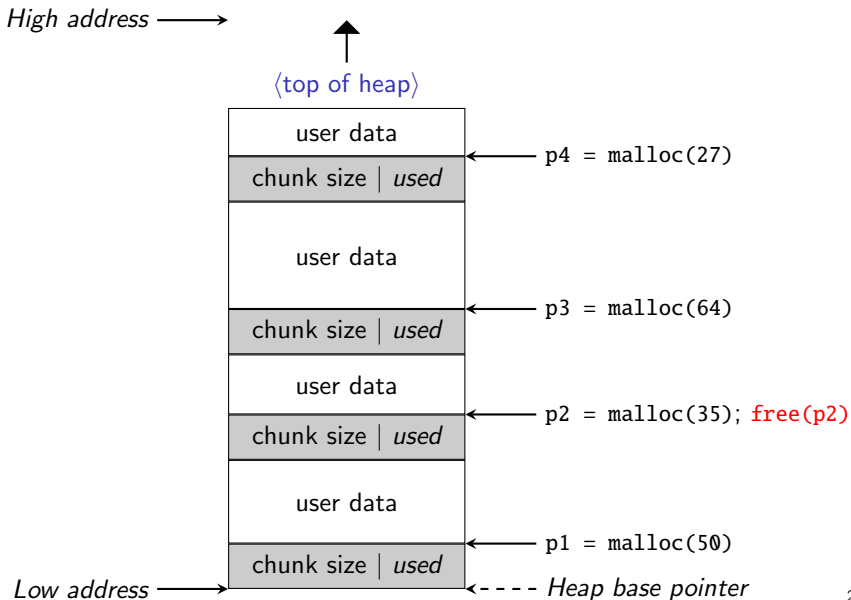 High address
⟨top of heap⟩
user data
p4 = malloc(27)
chunk size | used
user data
p3 = malloc(64)
chunk size | used
user data
p2 = malloc(35); free(p2)
chunk size | used
user data
p1 = malloc(50)
chunk size | used
Low address
Heap base pointer